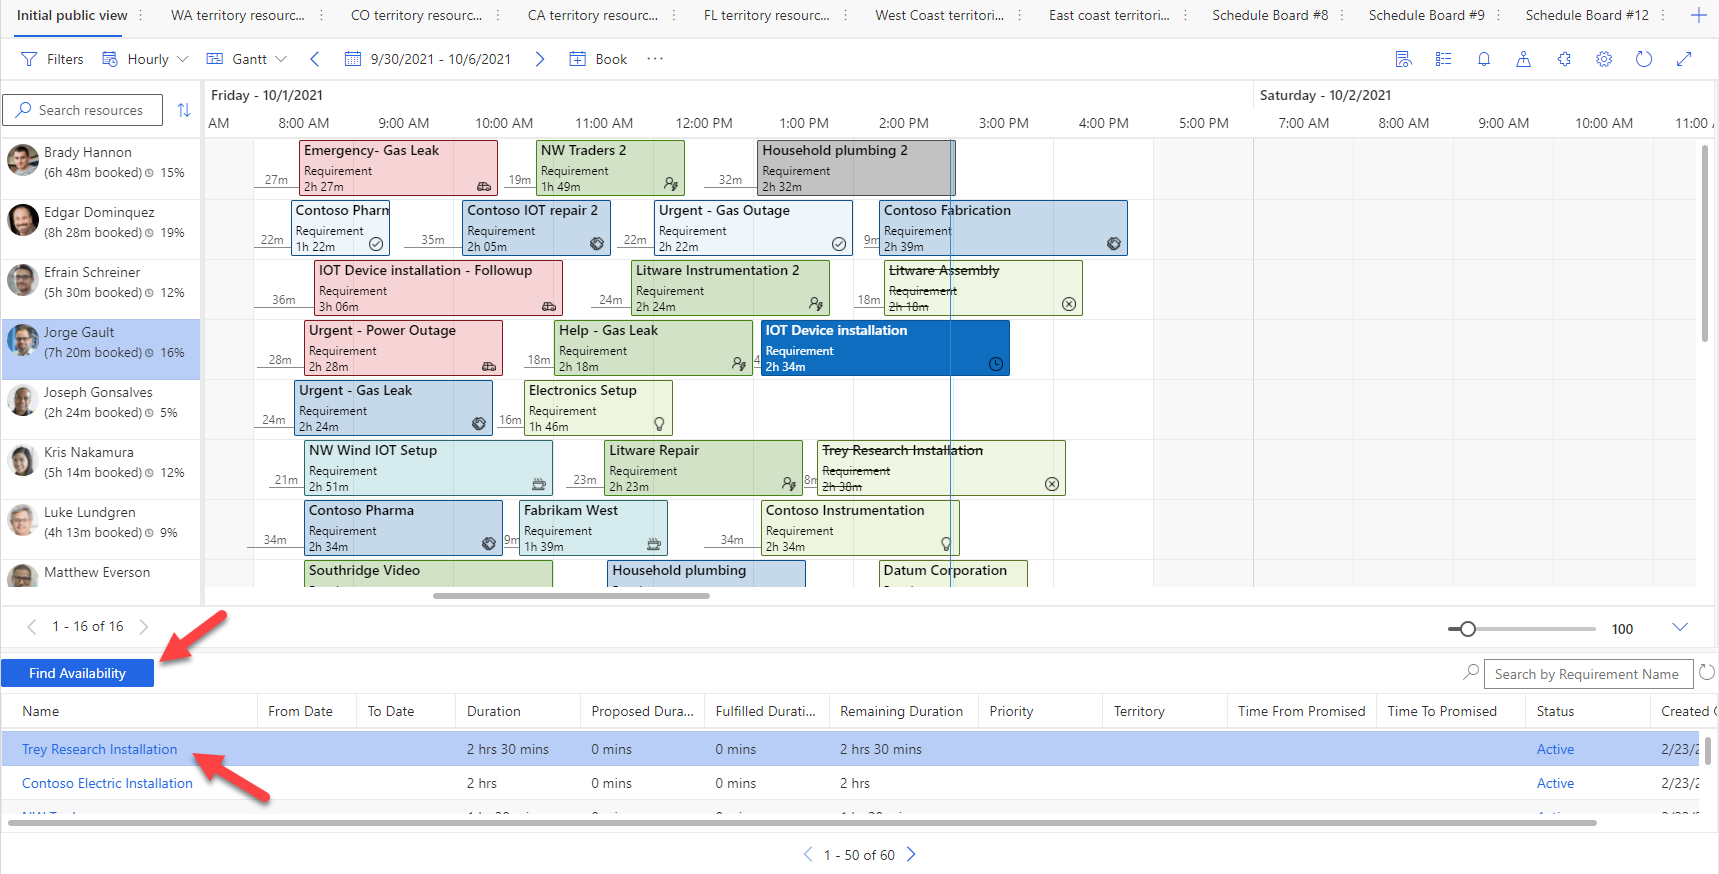 Initial public view
WA territory resourc...
CO territory resourc...
CA territory resourc...
FL territory resourc...
West Coast territori...
East coast territori...
Schedule Board #8
Schedule Board #9
Schedule Board #12
Filters
Hourly
Gantt
9/30/2021 - 10/6/2021
Book
Friday - 10/1/2021
Saturday - 10/2/2021
Search resources
AM 8:00 AM 9:00 AM 10:00 AM 11:00 AM 12:00 PM 1:00 PM 2:00 PM 3:00 PM 4:00 PM 5:00 PM 7:00 AM 8:00 AM 9:00 AM 10:00 AM 11:00
Brady Hannon
(6h 48m booked) 15%
27m
Emergency- Gas Leak
Requirement
2h 27m
19m
NW Traders 2
Requirement
1h 49m
32m
Household plumbing 2
Requirement
2h 32m
Edgar Dominquez
(8h 28m booked) 19%
22m
Contoso Pharm
Requirement
1h 22m
35m
Contoso IOT repair 2
Requirement
2h 05m
22m
Urgent - Gas Outage
Requirement
2h 22m
9m
Contoso Fabrication
Requirement
2h 39m
Efrain Schreiner
(5h 30m booked) 12%
36m
IOT Device installation - Followup
Requirement
3h 06m
24m
Litware Instrumentation 2
Requirement
2h 24m
18m
Litware Assembly
Requirement
2h 18m
Jorge Gault
(7h 20m booked) 16%
28m
Urgent - Power Outage
Requirement
2h 28m
18m
Help - Gas Leak
Requirement
2h 18m
4
IOT Device installation
Requirement
2h 34m
Joseph Gonsalves
(2h 24m booked) 5%
24m
Urgent - Gas Leak
Requirement
2h 24m
16m
Electronics Setup
Requirement
1h 46m
Kris Nakamura
(5h 14m booked) 12%
21m
NW Wind IOT Setup
Requirement
2h 51m
23m
Litware Repair
Requirement
2h 23m
8m
Trey Research Installation
Requirement
2h 38m
Luke Lundgren
(4h 13m booked) 9%
34m
Contoso Pharma
Requirement
2h 34m
9m
Fabrikam West
Requirement
1h 39m
34m
Contoso Instrumentation
Requirement
2h 34m
Matthew Everson
Southridge Video
Household plumbing
Datum Corporation
1 - 16 of 16
100
Find Availability
Search by Requirement Name
Name From Date To Date Duration Proposed Dura... Fulfilled Durati... Remaining Duration Priority Territory Time From Promised Time To Promised Status Created
Trey Research Installation 2 hrs 30 mins 0 mins 0 mins 2 hrs 30 mins Active 2/23/2
Contoso Electric Installation 2 hrs 0 mins 0 mins 2 hrs Active 2/23/2
1 - 50 of 60